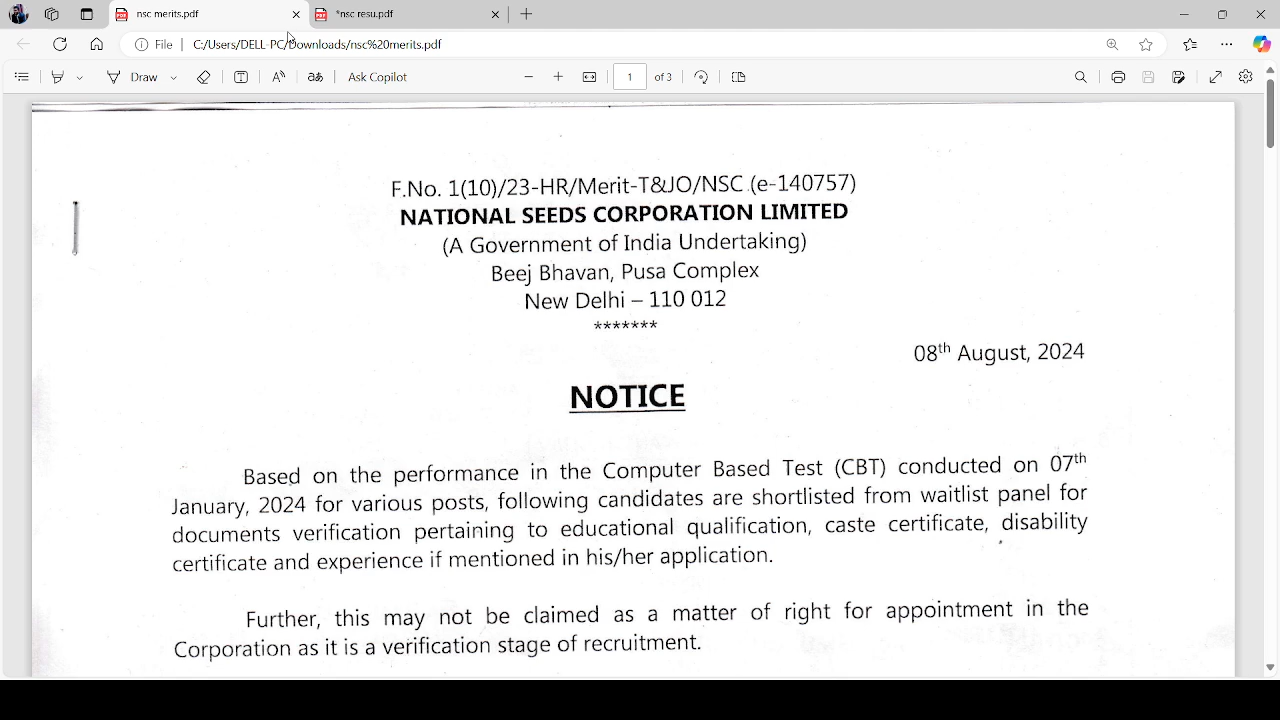 nsc merits.pdf
*nsc resu.pdf
File
C:/Users/DELL-PC/Downloads/nsc%20merits.pdf
Draw
Ask Copilot
1 of 3
F.No. 1(10)/23-HR/Merit-T&JO/NSC (e-140757)
NATIONAL SEEDS CORPORATION LIMITED
(A Government of India Undertaking)
Beej Bhavan, Pusa Complex
New Delhi – 110 012
*******
08th August, 2024
NOTICE
Based on the performance in the Computer Based Test (CBT) conducted on 07th
January, 2024 for various posts, following candidates are shortlisted from waitlist panel for
documents verification pertaining to educational qualification, caste certificate, disability
certificate and experience if mentioned in his/her application.
Further, this may not be claimed as a matter of right for appointment in the
Corporation as it is a verification stage of recruitment.